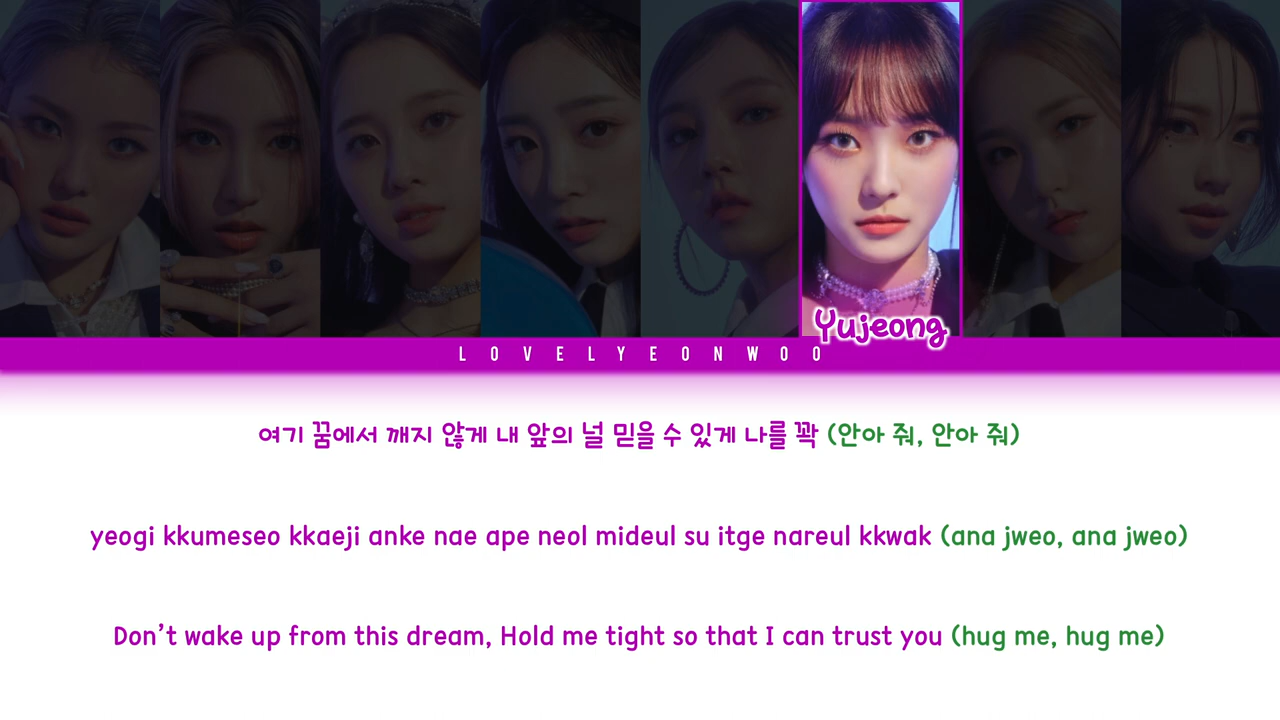 Yujeong
LOVELYEONWOO
여기 꿈에서 깨지 않게 내 앞의 널 믿을 수 있게 나를 꽉 (안아 줘, 안아 줘)
yeogi kkumeseo kkaeji anke nae ape neol mideul su itge nareul kkwak (ana jweo, ana jweo)
Don't wake up from this dream, Hold me tight so that I can trust you (hug me, hug me)